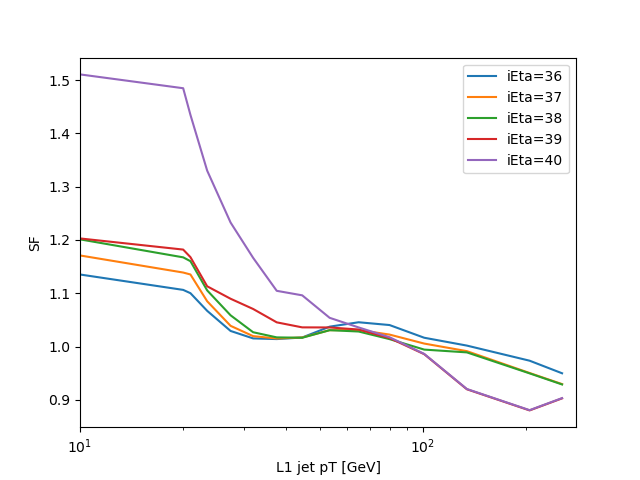 iEta=36
iEta=37
iEta=38
iEta=39
iEta=40
SF
1.5
1.4
1.3
1.2
1.1
1.0
0.9
10¹
10²
L1 jet pT [GeV]